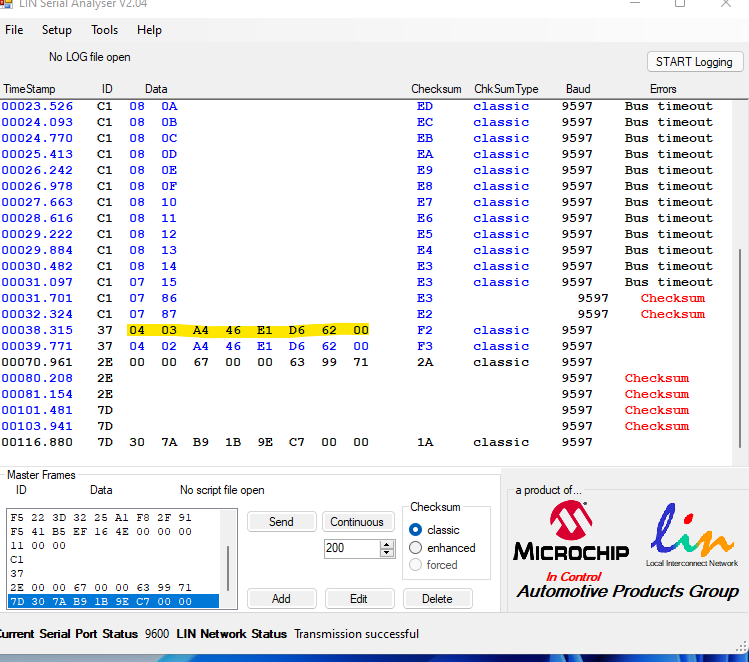 LIN Serial Analyser V2.04
File Setup Tools Help
No LOG file open
START Logging
TimeStamp ID Data Checksum ChkSumType Baud Errors
00023.526 C1 08 0A ED classic 9597 Bus timeout
00024.093 C1 08 0B EC classic 9597 Bus timeout
00024.770 C1 08 0C EB classic 9597 Bus timeout
00025.413 C1 08 0D EA classic 9597 Bus timeout
00026.242 C1 08 0E E9 classic 9597 Bus timeout
00026.978 C1 08 0F E8 classic 9597 Bus timeout
00027.663 C1 08 10 E7 classic 9597 Bus timeout
00028.616 C1 08 11 E6 classic 9597 Bus timeout
00029.222 C1 08 12 E5 classic 9597 Bus timeout
00029.884 C1 08 13 E4 classic 9597 Bus timeout
00030.482 C1 08 14 E3 classic 9597 Bus timeout
00031.097 C1 07 15 E3 classic 9597 Bus timeout
00031.701 C1 07 86 E3 9597 Checksum
00032.324 C1 07 87 E2 9597 Checksum
00038.315 37 04 03 A4 46 E1 D6 62 00 F2 classic 9597
00039.771 37 04 02 A4 46 E1 D6 62 00 F3 classic 9597
00070.961 2E 00 00 67 00 00 63 99 71 2A classic 9597
00080.208 2E 9597 Checksum
00081.154 2E 9597 Checksum
00101.481 7D 9597 Checksum
00103.941 7D 9597 Checksum
00116.880 7D 30 7A B9 1B 9E C7 00 00 1A classic 9597
Master Frames
ID Data No script file open
F5 22 3D 32 25 A1 F8 2F 91
F5 41 B5 EF 16 4E 00 00 00
11 00 00
C1
37
2E 00 00 67 00 00 63 99 71
7D 30 7A B9 1B 9E C7 00 00
Send Continuous
200
Add Edit Delete
Checksum
classic
enhanced
forced
a product of...
MICROCHIP
lin
Local Interconnect Network
In Control
Automotive Products Group
Current Serial Port Status 9600 LIN Network Status Transmission successful